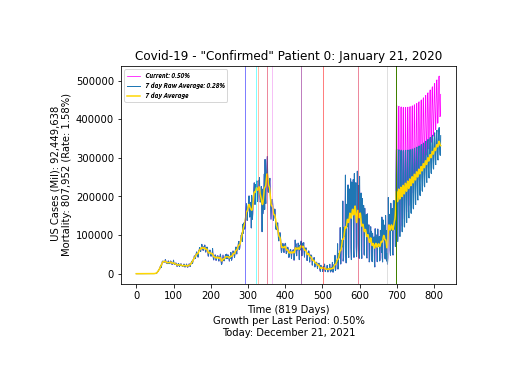 Covid-19 - "Confirmed" Patient 0: January 21, 2020
Current: 0.50%
7 day Raw Average: 0.28%
7 day Average
US Cases (Mil): 92,449,638
Mortality: 807,952 (Rate: 1.58%)
500000
400000
300000
200000
100000
0
0 100 200 300 400 500 600 700 800
Time (819 Days)
Growth per Last Period: 0.50%
Today: December 21, 2021